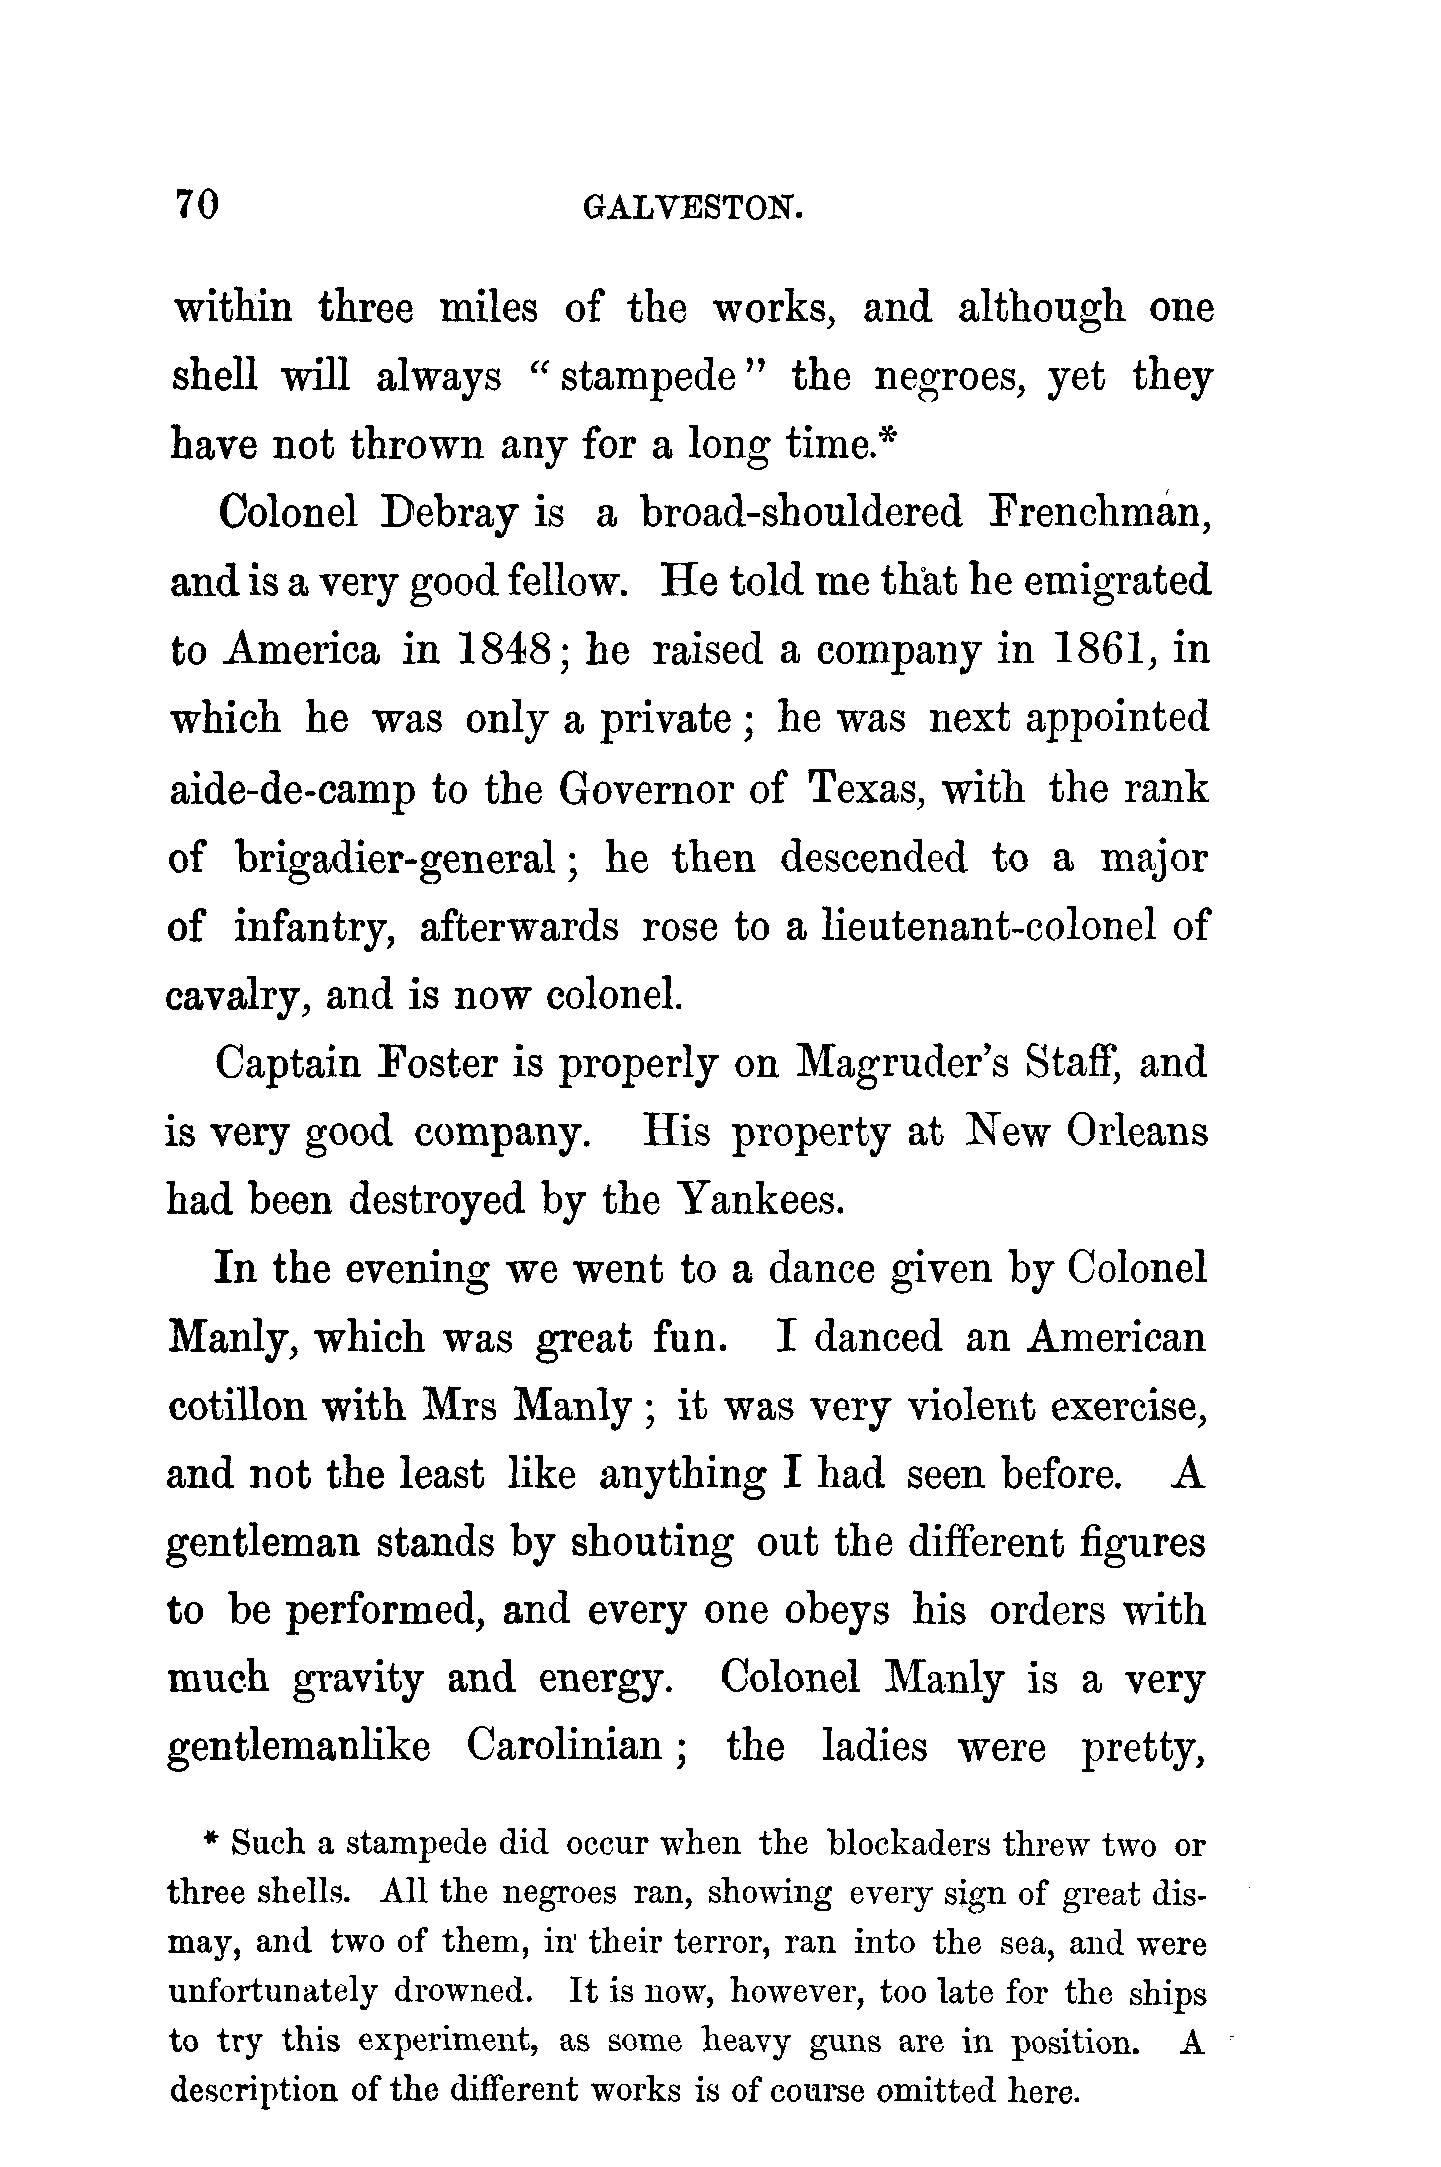 70 GALVESTON.
within three miles of the works, and although one
shell will always “ stampede ” the negroes, yet they
have not thrown any for a long time.*
Colonel Debray is a broad-shouldered Frenchman,
and is a very good fellow. He told me that he emigrated
to America in 1848 ; he raised a company in 1861, in
which he was only a private ; he was next appointed
aide-de-camp to the Governor of Texas, with the rank
of brigadier-general ; he then descended to a major
of infantry, afterwards rose to a lieutenant-colonel of
cavalry, and is now colonel.
Captain Foster is properly on Magruder’s Staff, and
is very good company. His property at New Orleans
had been destroyed by the Yankees.
In the evening we went to a dance given by Colonel
Manly, which was great fun. I danced an American
cotillon with Mrs Manly ; it was very violent exercise,
and not the least like anything I had seen before. A
gentleman stands by shouting out the different figures
to be performed, and every one obeys his orders with
much gravity and energy. Colonel Manly is a very
gentlemanlike Carolinian ; the ladies were pretty,
* Such a stampede did occur when the blockaders threw two or
three shells. All the negroes ran, showing every sign of great dis-
may, and two of them, in their terror, ran into the sea, and were
unfortunately drowned. It is now, however, too late for the ships
to try this experiment, as some heavy guns are in position. A
description of the different works is of course omitted here.